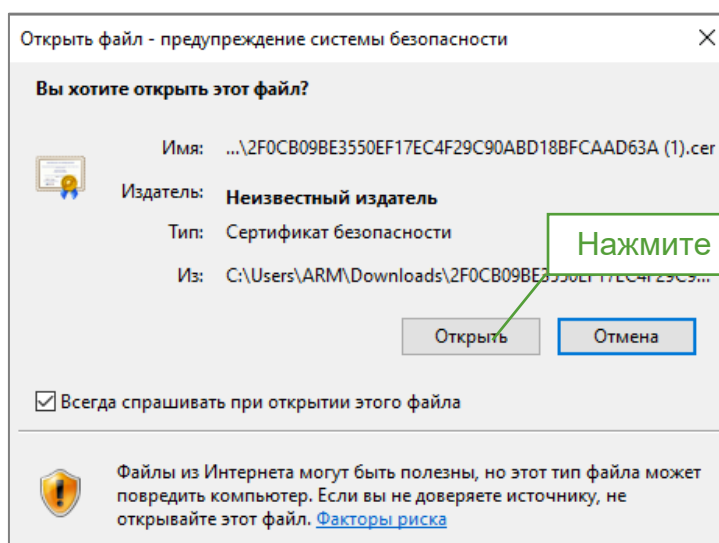 Открыть файл - предупреждение системы безопасности
Вы хотите открыть этот файл?
Имя: ...\2F0CB09BE3550EF17EC4F29C90ABD18BFCAAD63A (1).cer
Издатель: Неизвестный издатель
Тип: Сертификат безопасности
Нажмите
Из: C:\Users\ARM\Downloads\2F0CB09BE3550EF17EC4F29C9...
Открыть Отмена
Всегда спрашивать при открытии этого файла
Файлы из Интернета могут быть полезны, но этот тип файла может
повредить компьютер. Если вы не доверяете источнику, не
открывайте этот файл. Факторы риска